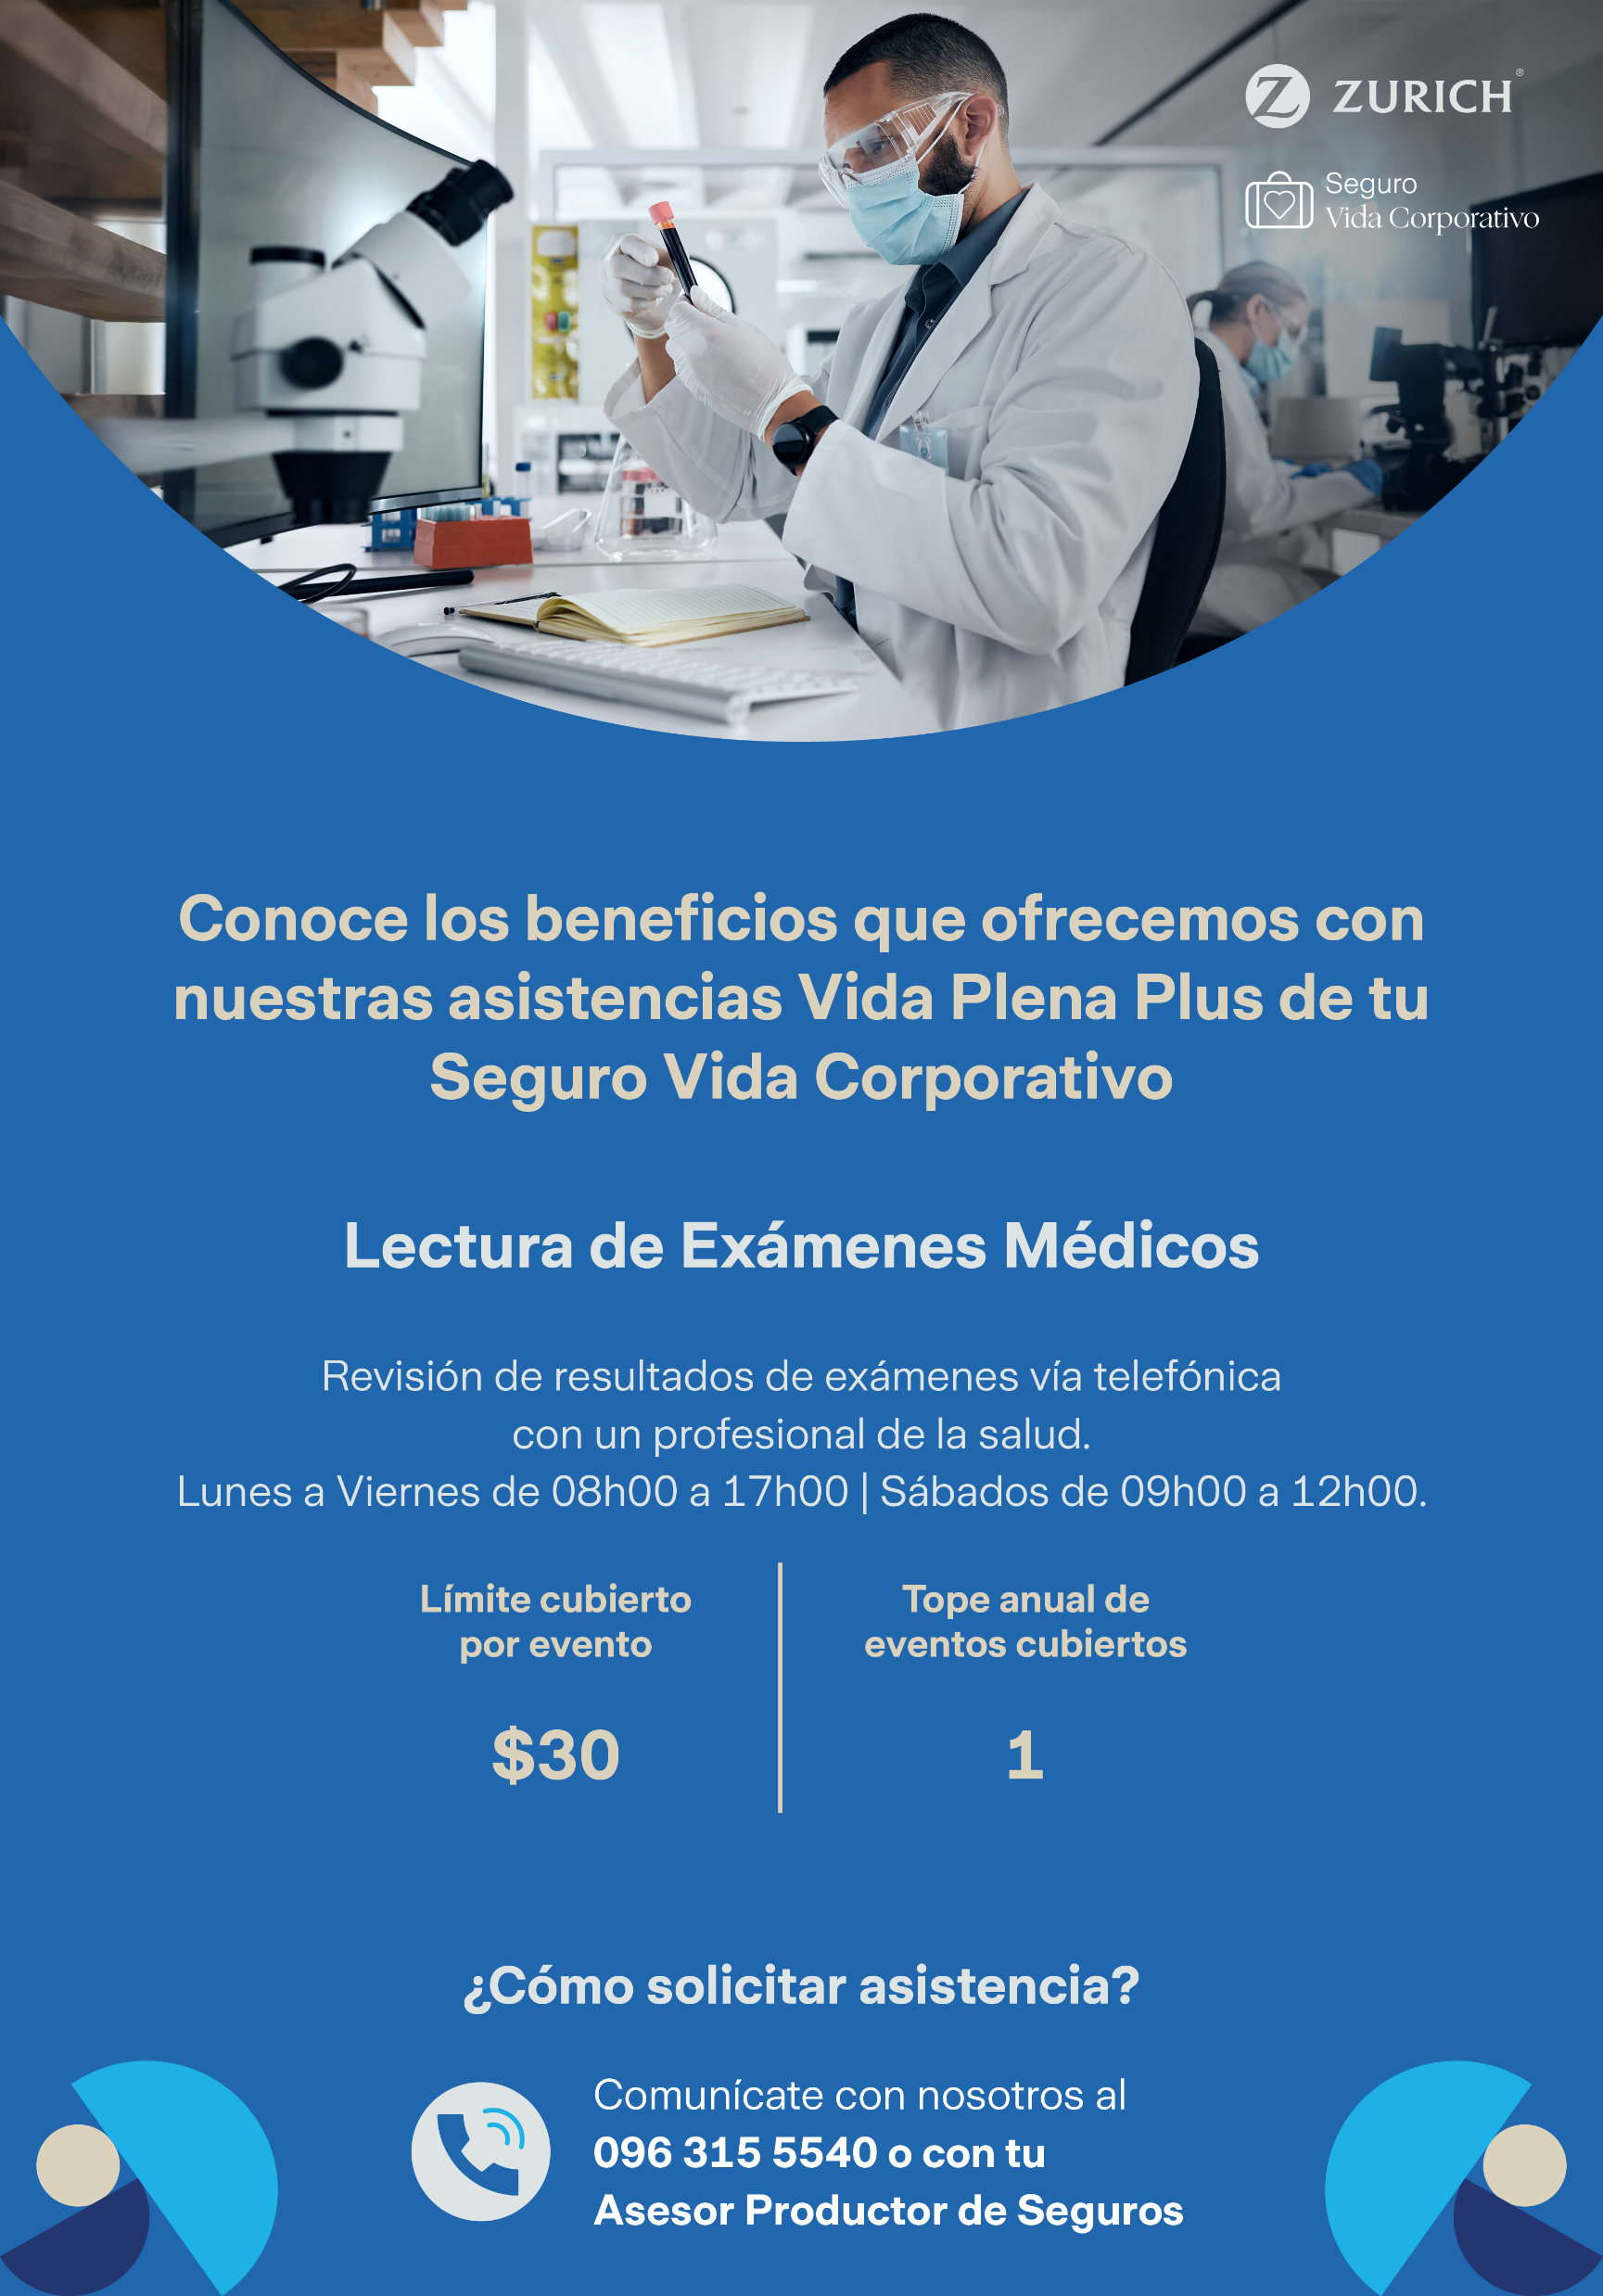 ZURICH®
Seguro
Vida Corporativo
Conoce los beneficios que ofrecemos con
nuestras asistencias Vida Plena Plus de tu
Seguro Vida Corporativo
Lectura de Exámenes Médicos
Revisión de resultados de exámenes vía telefónica
con un profesional de la salud.
Lunes a Viernes de 08h00 a 17h00 | Sábados de 09h00 a 12h00.
Límite cubierto
por evento
$30
Tope anual de
eventos cubiertos
1
¿Cómo solicitar asistencia?
Comunícate con nosotros al
096 315 5540 o con tu
Asesor Productor de Seguros